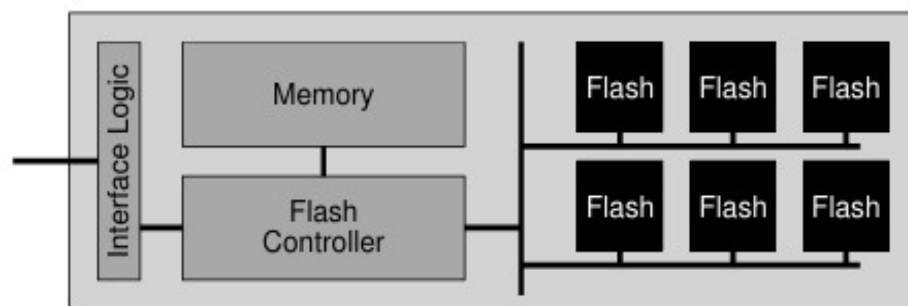 Interface Logic
Memory
Flash
Controller
Flash Flash Flash
Flash Flash Flash